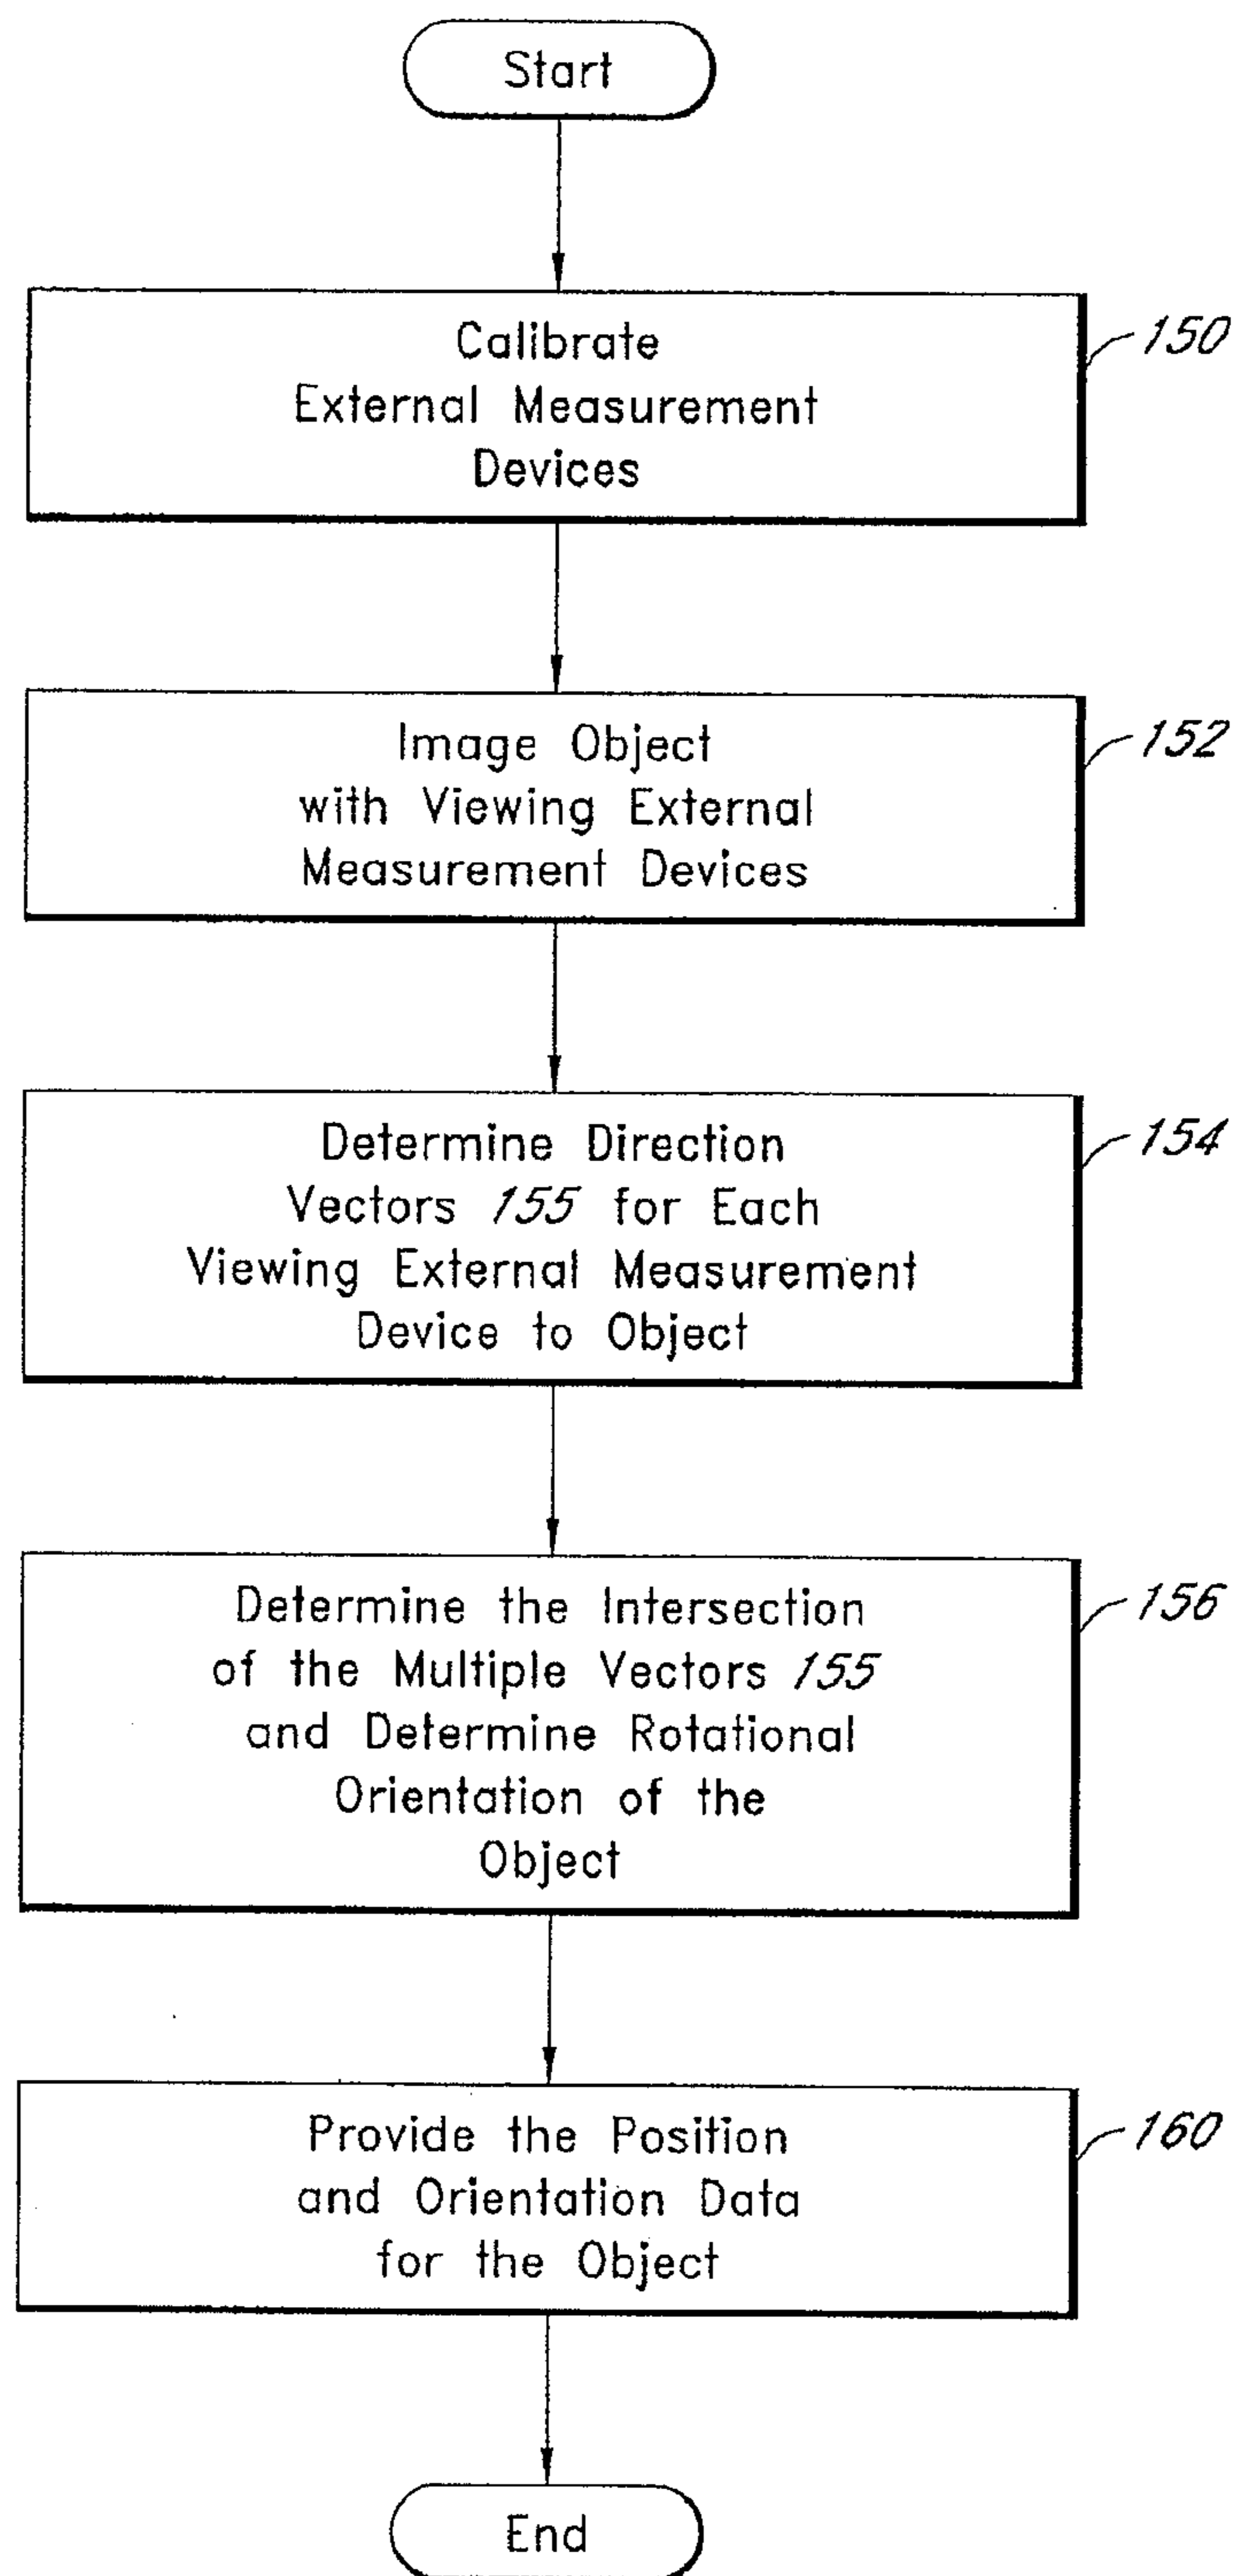 Start
Calibrate
External Measurement
Devices
150
Image Object
with Viewing External
Measurement Devices
152
Determine Direction
Vectors 155 for Each
Viewing External Measurement
Device to Object
154
Determine the Intersection
of the Multiple Vectors 155
and Determine Rotational
Orientation of the
Object
156
Provide the Position
and Orientation Data
for the Object
160
End